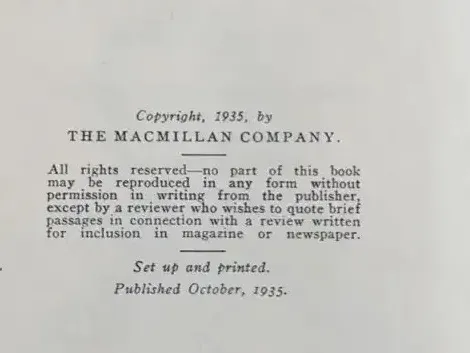 Copyright, 1935, by
THE MACMILLAN COMPANY.
All rights reserved—no part of this book
may be reproduced in any form without
permission in writing from the publisher,
except by a reviewer who wishes to quote brief
passages in connection with a review written
for inclusion in magazine or newspaper.
Set up and printed.
Published October, 1935.